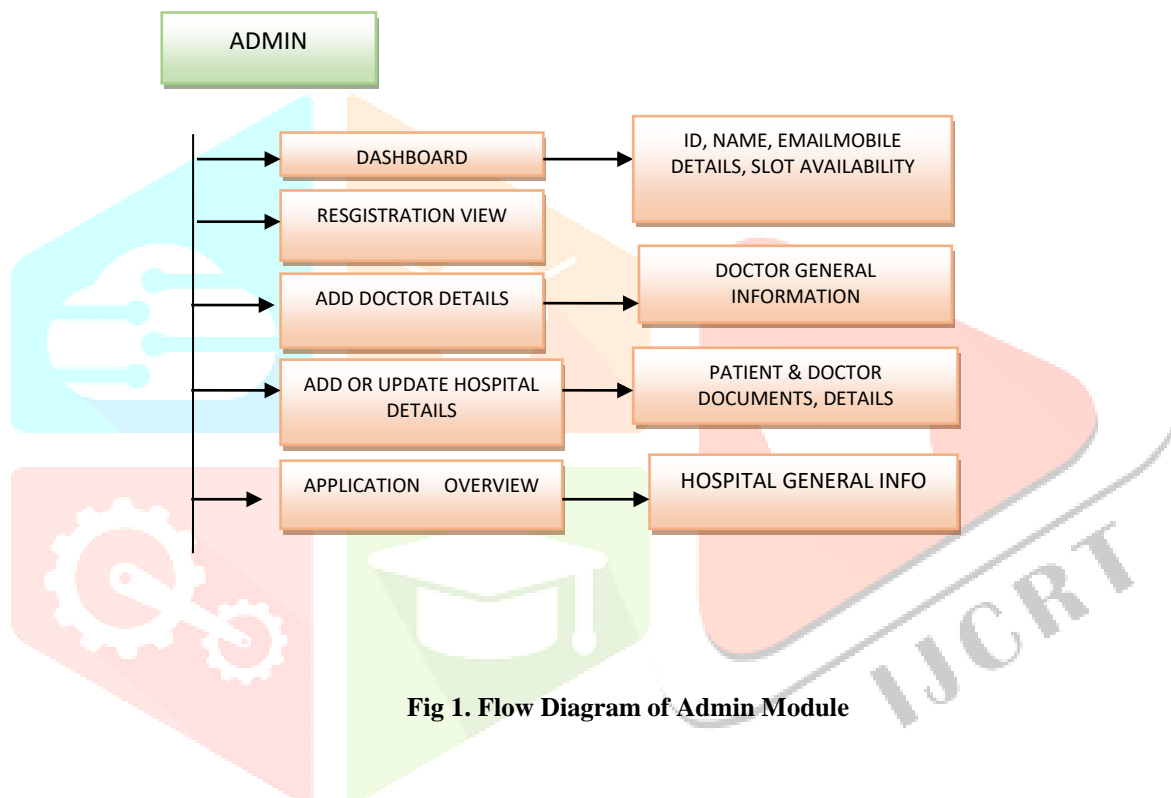 ADMIN
DASHBOARD
ID, NAME, EMAILMOBILE
DETAILS, SLOT AVAILABILITY
RESGISTRATION VIEW
ADD DOCTOR DETAILS
DOCTOR GENERAL
INFORMATION
ADD OR UPDATE HOSPITAL
DETAILS
PATIENT & DOCTOR
DOCUMENTS, DETAILS
APPLICATION OVERVIEW
HOSPITAL GENERAL INFO
IJCRT
Fig 1. Flow Diagram of Admin Module